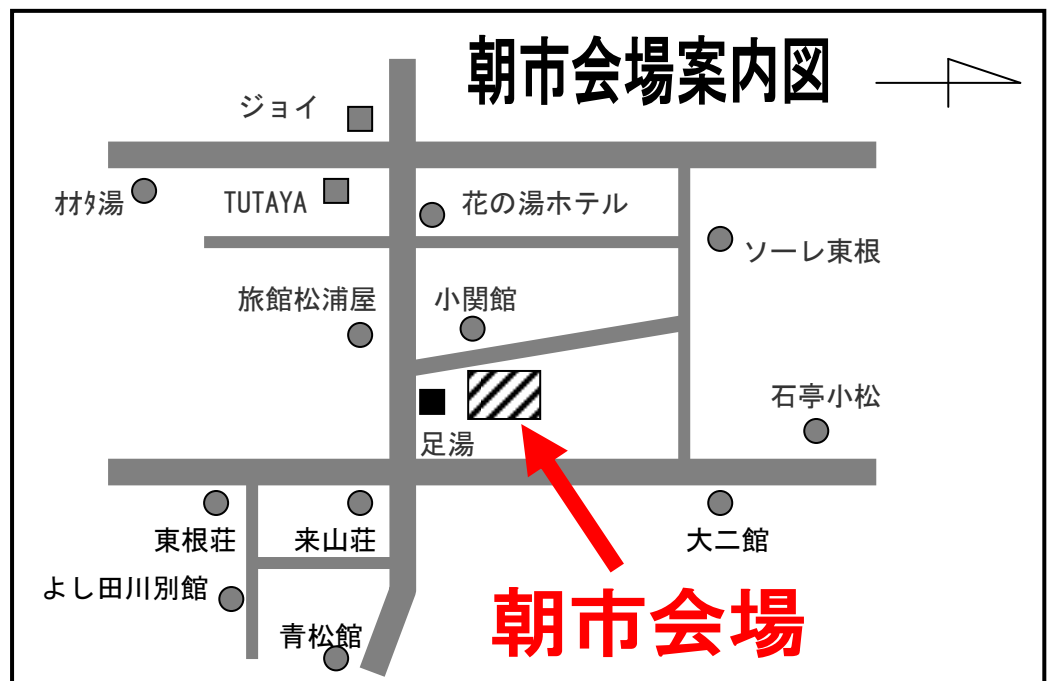 朝市会場案内図
ジョイ
ｵｵﾀ湯
TUTAYA
花の湯ホテル
ソーレ東根
旅館松浦屋
小関館
石亭小松
足湯
東根荘
来山荘
大二館
よし田川別館
青松館
朝市会場